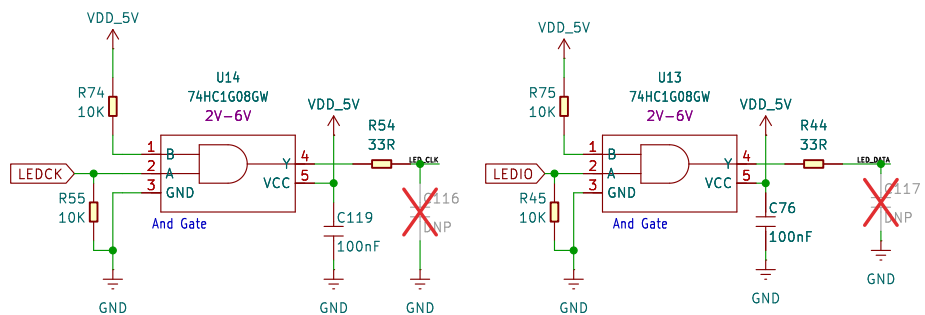 VDD_5V
R74
10K
U14
74HC1G08GW
2V-6V
VDD_5V
1
B
2
A
3
GND
Y
4
VCC
5
R54
33R
LED_CLK
LEDCK
R55
10K
And Gate
C119
100nF
C116
DNP
GND
GND
GND
VDD_5V
R75
10K
U13
74HC1G08GW
2V-6V
VDD_5V
1
B
2
A
3
GND
Y
4
VCC
5
R44
33R
LED_DATA
LEDIO
R45
10K
And Gate
C76
100nF
C117
DNP
GND
GND
GND